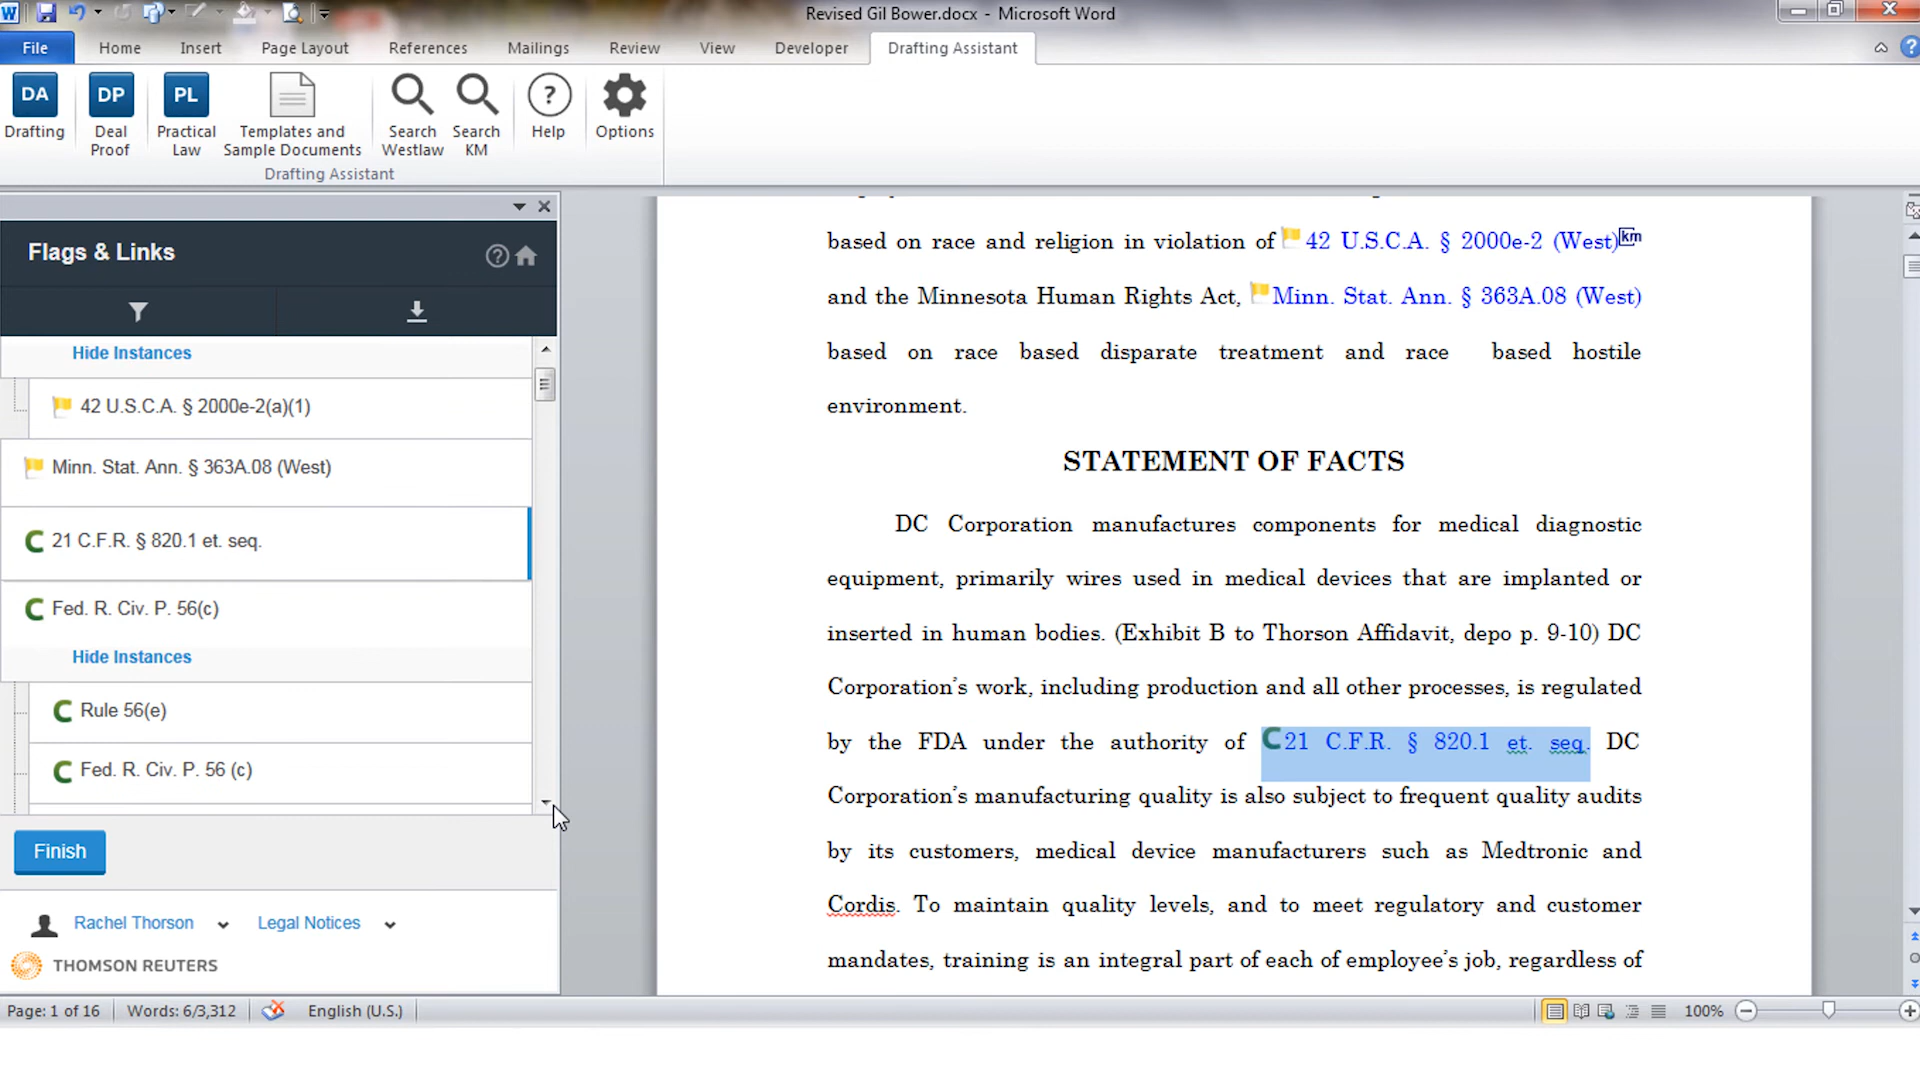 Revised Gil Bower.docx - Microsoft Word
File Home Insert Page Layout References Mailings Review View Developer Drafting Assistant
DA DP PL ?
Drafting Deal Proof Practical Law Templates and Sample Documents Search Westlaw Search KM Help Options
Drafting Assistant
Flags & Links
Hide Instances
42 U.S.C.A. § 2000e-2(a)(1)
Minn. Stat. Ann. § 363A.08 (West)
C 21 C.F.R. § 820.1 et. seq.
C Fed. R. Civ. P. 56(c)
Hide Instances
C Rule 56(e)
C Fed. R. Civ. P. 56 (c)
Finish
Rachel Thorson Legal Notices
THOMSON REUTERS
based on race and religion in violation of 42 U.S.C.A. § 2000e-2 (West) km
and the Minnesota Human Rights Act, Minn. Stat. Ann. § 363A.08 (West)
based on race based disparate treatment and race based hostile
environment.
STATEMENT OF FACTS
DC Corporation manufactures components for medical diagnostic
equipment, primarily wires used in medical devices that are implanted or
inserted in human bodies. (Exhibit B to Thorson Affidavit, depo p. 9-10) DC
Corporation's work, including production and all other processes, is regulated
by the FDA under the authority of C 21 C.F.R. § 820.1 et. seq. DC
Corporation's manufacturing quality is also subject to frequent quality audits
by its customers, medical device manufacturers such as Medtronic and
Cordis. To maintain quality levels, and to meet regulatory and customer
mandates, training is an integral part of each of employee's job, regardless of
Page: 1 of 16 Words: 6/3,312 English (U.S.) 100%